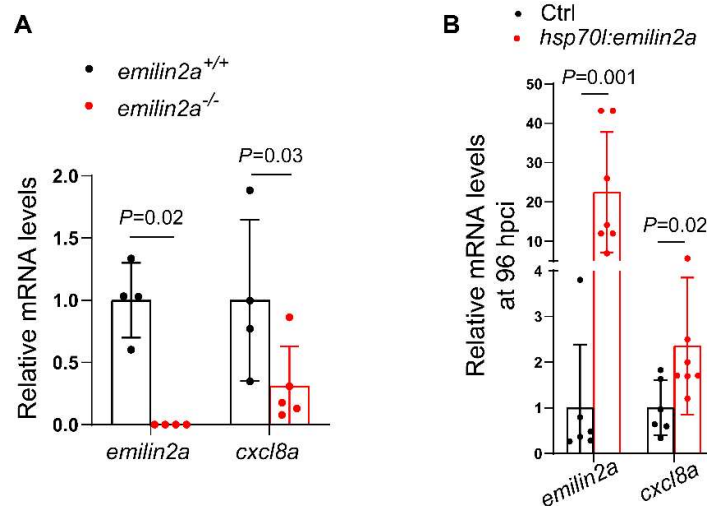 A
emilin2a+/+
emilin2a-/-
Relative mRNA levels
2.0
1.5
1.0
0.5
0.0
P=0.02
P=0.03
emilin2a
cxcl8a
B
Ctrl
hsp70l:emilin2a
Relative mRNA levels
at 96 hpci
50
40
30
20
10
4
3
2
1
0
P=0.001
P=0.02
emilin2a
cxcl8a